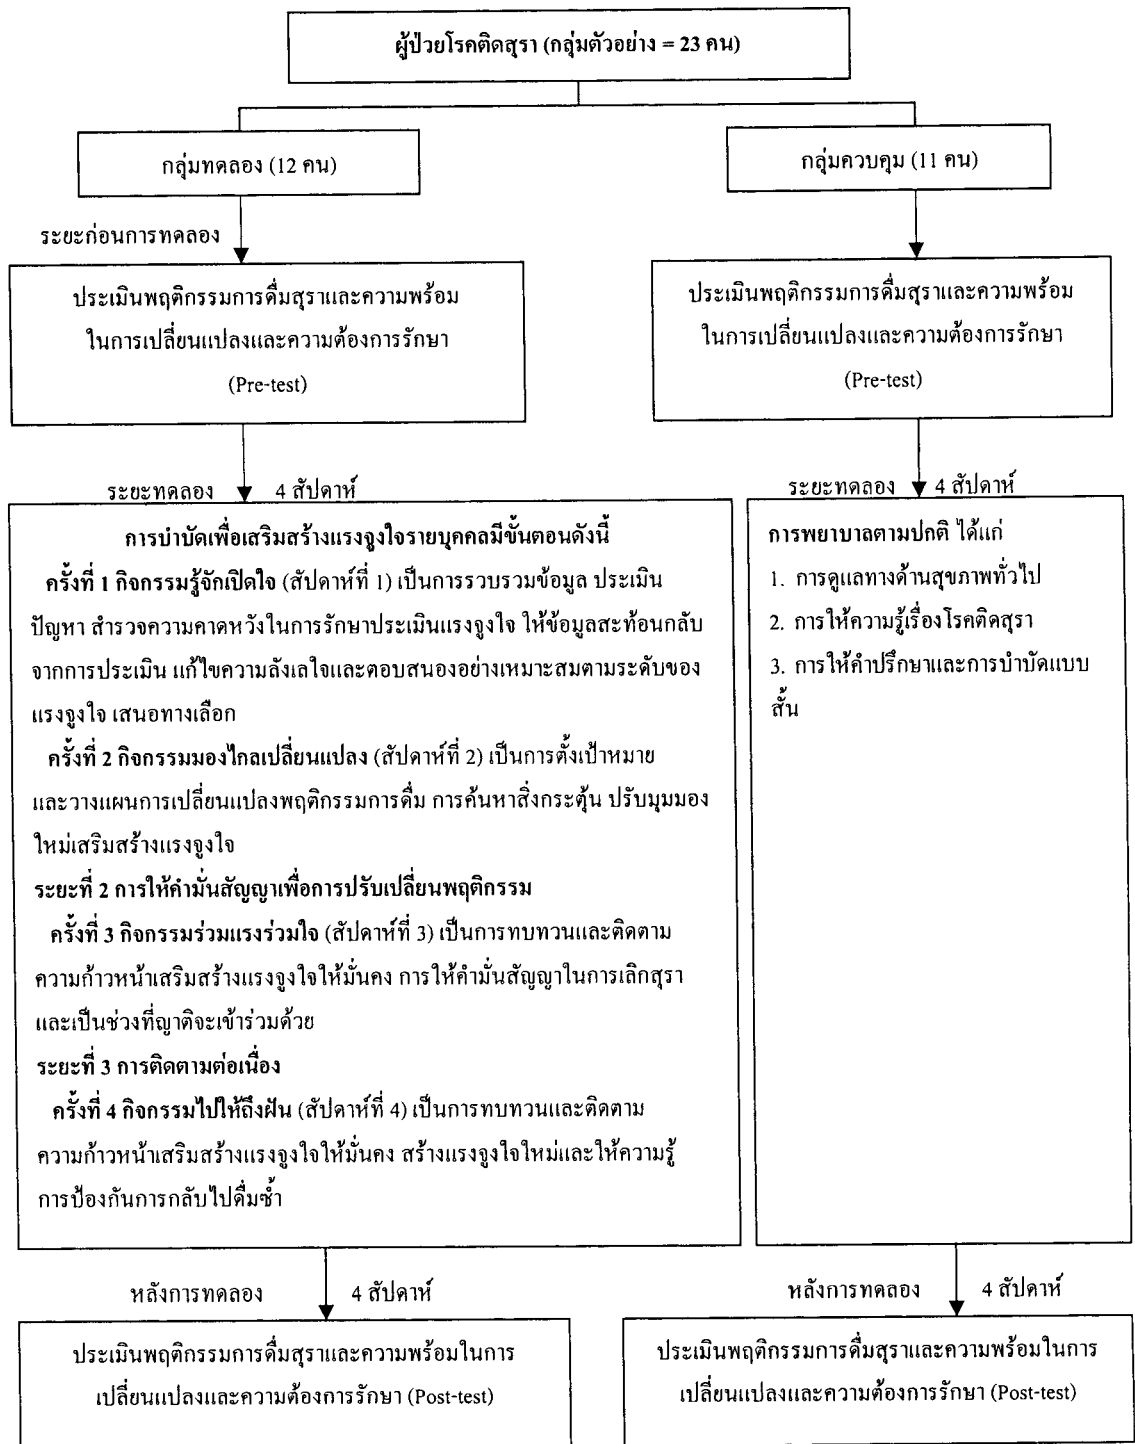 ผู้ป่วยโรคติดสุรา (กลุ่มตัวอย่าง = 23 คน)
กลุ่มทดลอง (12 คน)
กลุ่มควบคุม (11 คน)
ระยะก่อนการทดลอง
ประเมินพฤติกรรมการดื่มสุราและความพร้อม
ในการเปลี่ยนแปลงและความต้องการรักษา
(Pre-test)
ประเมินพฤติกรรมการดื่มสุราและความพร้อม
ในการเปลี่ยนแปลงและความต้องการรักษา
(Pre-test)
ระยะทดลอง 4 สัปดาห์
ระยะทดลอง 4 สัปดาห์
การบำบัดเพื่อเสริมสร้างแรงจูงใจรายบุคคลมีขั้นตอนดังนี้
ครั้งที่ 1 กิจกรรมรู้จักเปิดใจ (สัปดาห์ที่ 1) เป็นการรวบรวมข้อมูล ประเมิน
ปัญหา สำรวจความคาดหวังในการรักษาประเมินแรงจูงใจ ให้ข้อมูลสะท้อนกลับ
จากการประเมิน แก้ไขความลังเลใจและตอบสนองอย่างเหมาะสมตามระดับของ
แรงจูงใจ เสนอทางเลือก
ครั้งที่ 2 กิจกรรมมองไกลเปลี่ยนแปลง (สัปดาห์ที่ 2) เป็นการตั้งเป้าหมาย
และวางแผนการเปลี่ยนแปลงพฤติกรรมการดื่ม การค้นหาสิ่งกระตุ้น ปรับมุมมอง
ใหม่เสริมสร้างแรงจูงใจ
ระยะที่ 2 การให้คำมั่นสัญญาเพื่อการปรับเปลี่ยนพฤติกรรม
ครั้งที่ 3 กิจกรรมร่วมแรงร่วมใจ (สัปดาห์ที่ 3) เป็นการทบทวนและติดตาม
ความก้าวหน้าเสริมสร้างแรงจูงใจให้มั่นคง การให้คำมั่นสัญญาในการเลิกสุรา
และเป็นช่วงที่ญาติจะเข้าร่วมด้วย
ระยะที่ 3 การติดตามต่อเนื่อง
ครั้งที่ 4 กิจกรรมไปให้ถึงฝัน (สัปดาห์ที่ 4) เป็นการทบทวนและติดตาม
ความก้าวหน้าเสริมสร้างแรงจูงใจให้มั่นคง สร้างแรงจูงใจใหม่และให้ความรู้
การป้องกันการกลับไปดื่มซ้ำ
การพยาบาลตามปกติ ได้แก่
1. การดูแลทางด้านสุขภาพทั่วไป
2. การให้ความรู้เรื่องโรคติดสุรา
3. การให้คำปรึกษาและการบำบัดแบบ
สั้น
หลังการทดลอง 4 สัปดาห์
หลังการทดลอง 4 สัปดาห์
ประเมินพฤติกรรมการดื่มสุราและความพร้อมในการ
เปลี่ยนแปลงและความต้องการรักษา (Post-test)
ประเมินพฤติกรรมการดื่มสุราและความพร้อมในการ
เปลี่ยนแปลงและความต้องการรักษา (Post-test)